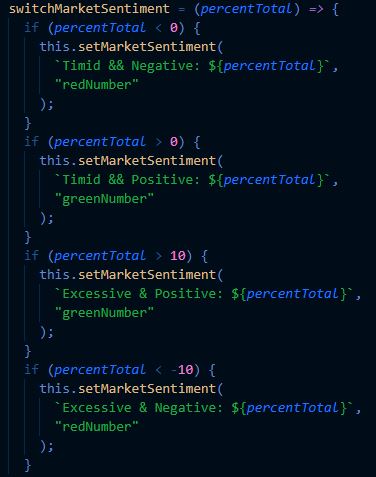 switchMarketSentiment = (percentTotal) => {
if (percentTotal < 0) {
this.setMarketSentiment(
`Timid && Negative: ${percentTotal}`,
"redNumber"
);
}
if (percentTotal > 0) {
this.setMarketSentiment(
`Timid && Positive: ${percentTotal}`,
"greenNumber"
);
}
if (percentTotal > 10) {
this.setMarketSentiment(
`Excessive & Positive: ${percentTotal}`,
"greenNumber"
);
}
if (percentTotal < -10) {
this.setMarketSentiment(
`Excessive & Negative: ${percentTotal}`,
"redNumber"
);
}